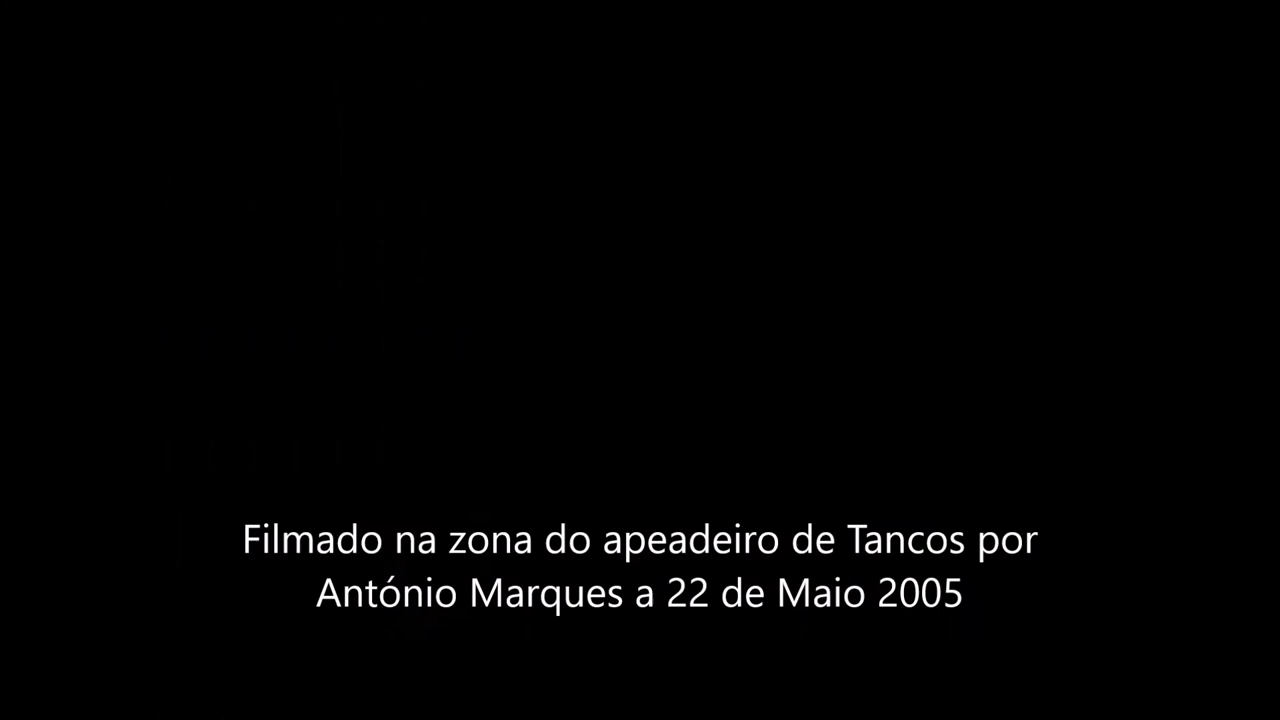 Filmado na zona do apeadeiro de Tancos por
António Marques a 22 de Maio 2005